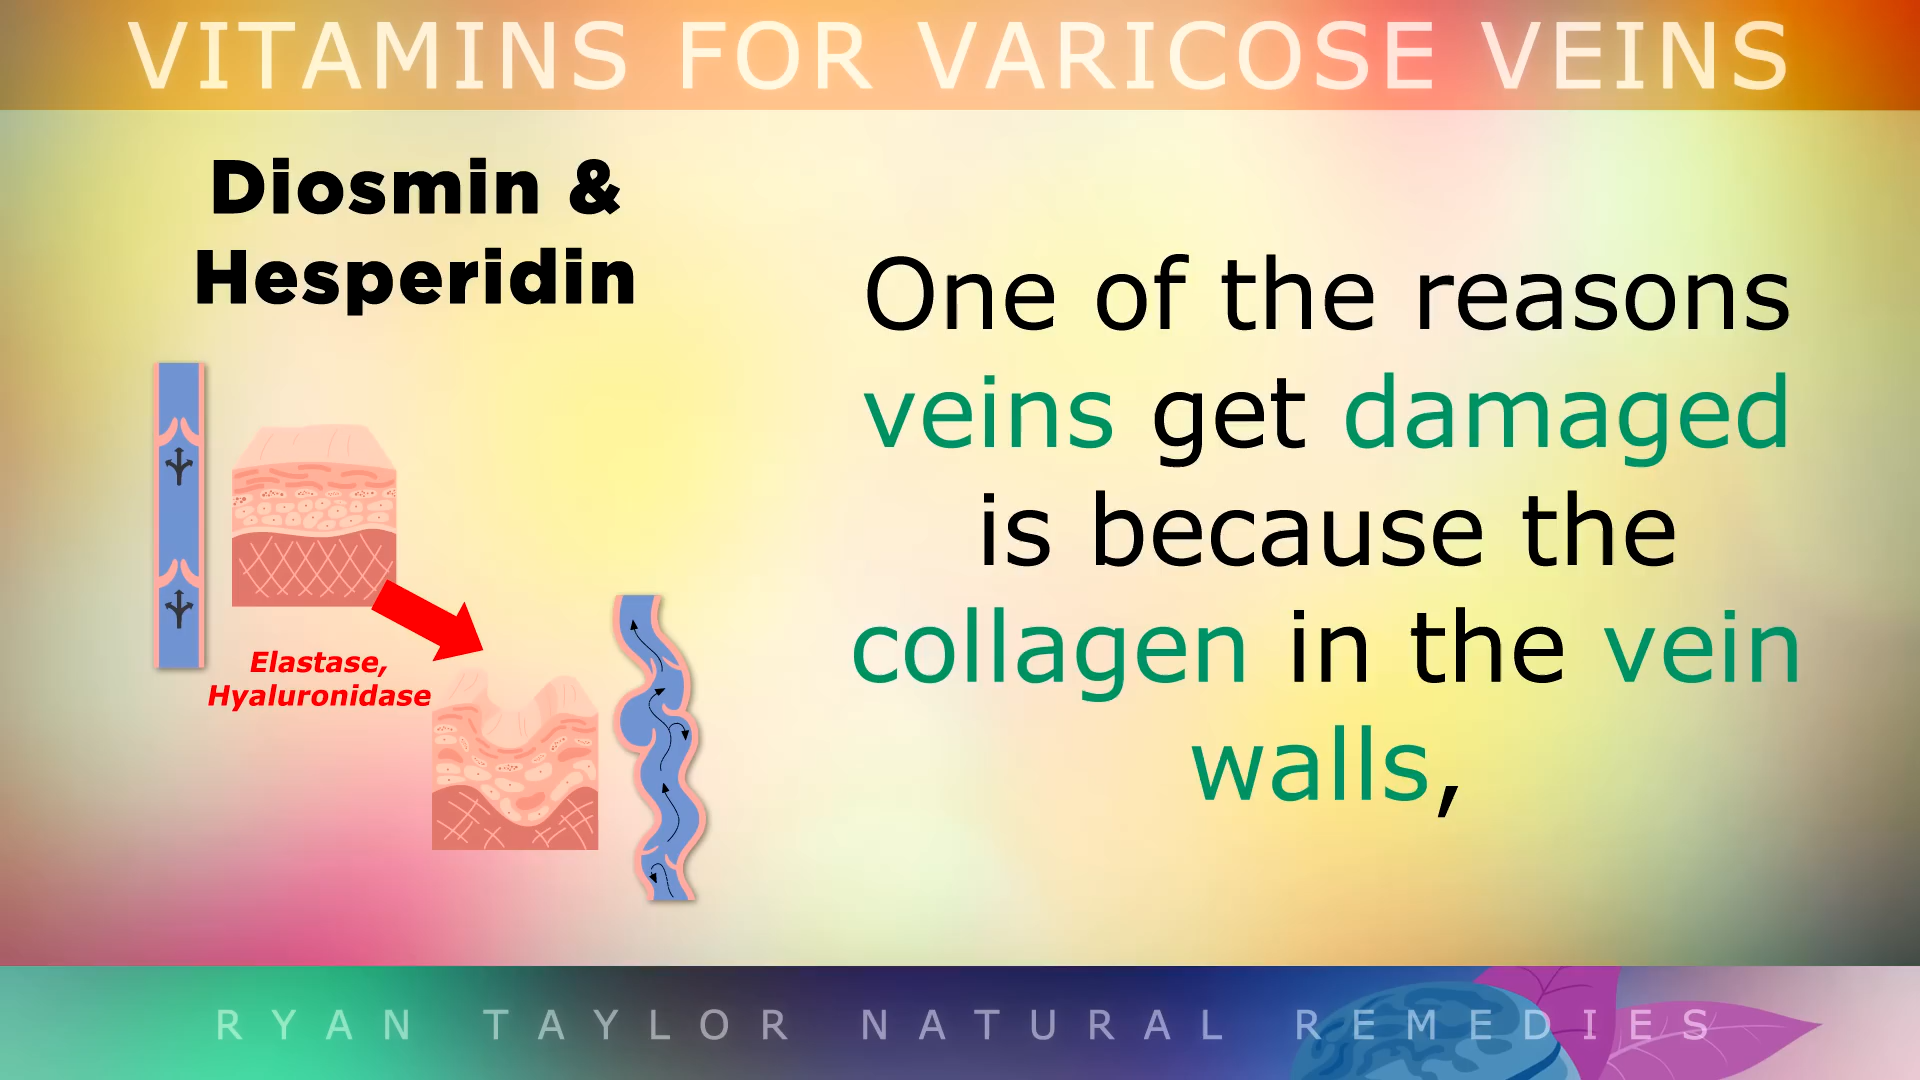 VITAMINS FOR VARICOSE VEINS
Diosmin &
Hesperidin
One of the reasons
veins get damaged
is because the
collagen in the vein
walls,
Elastase,
Hyaluronidase
RYAN TAYLOR NATURAL REMEDIES